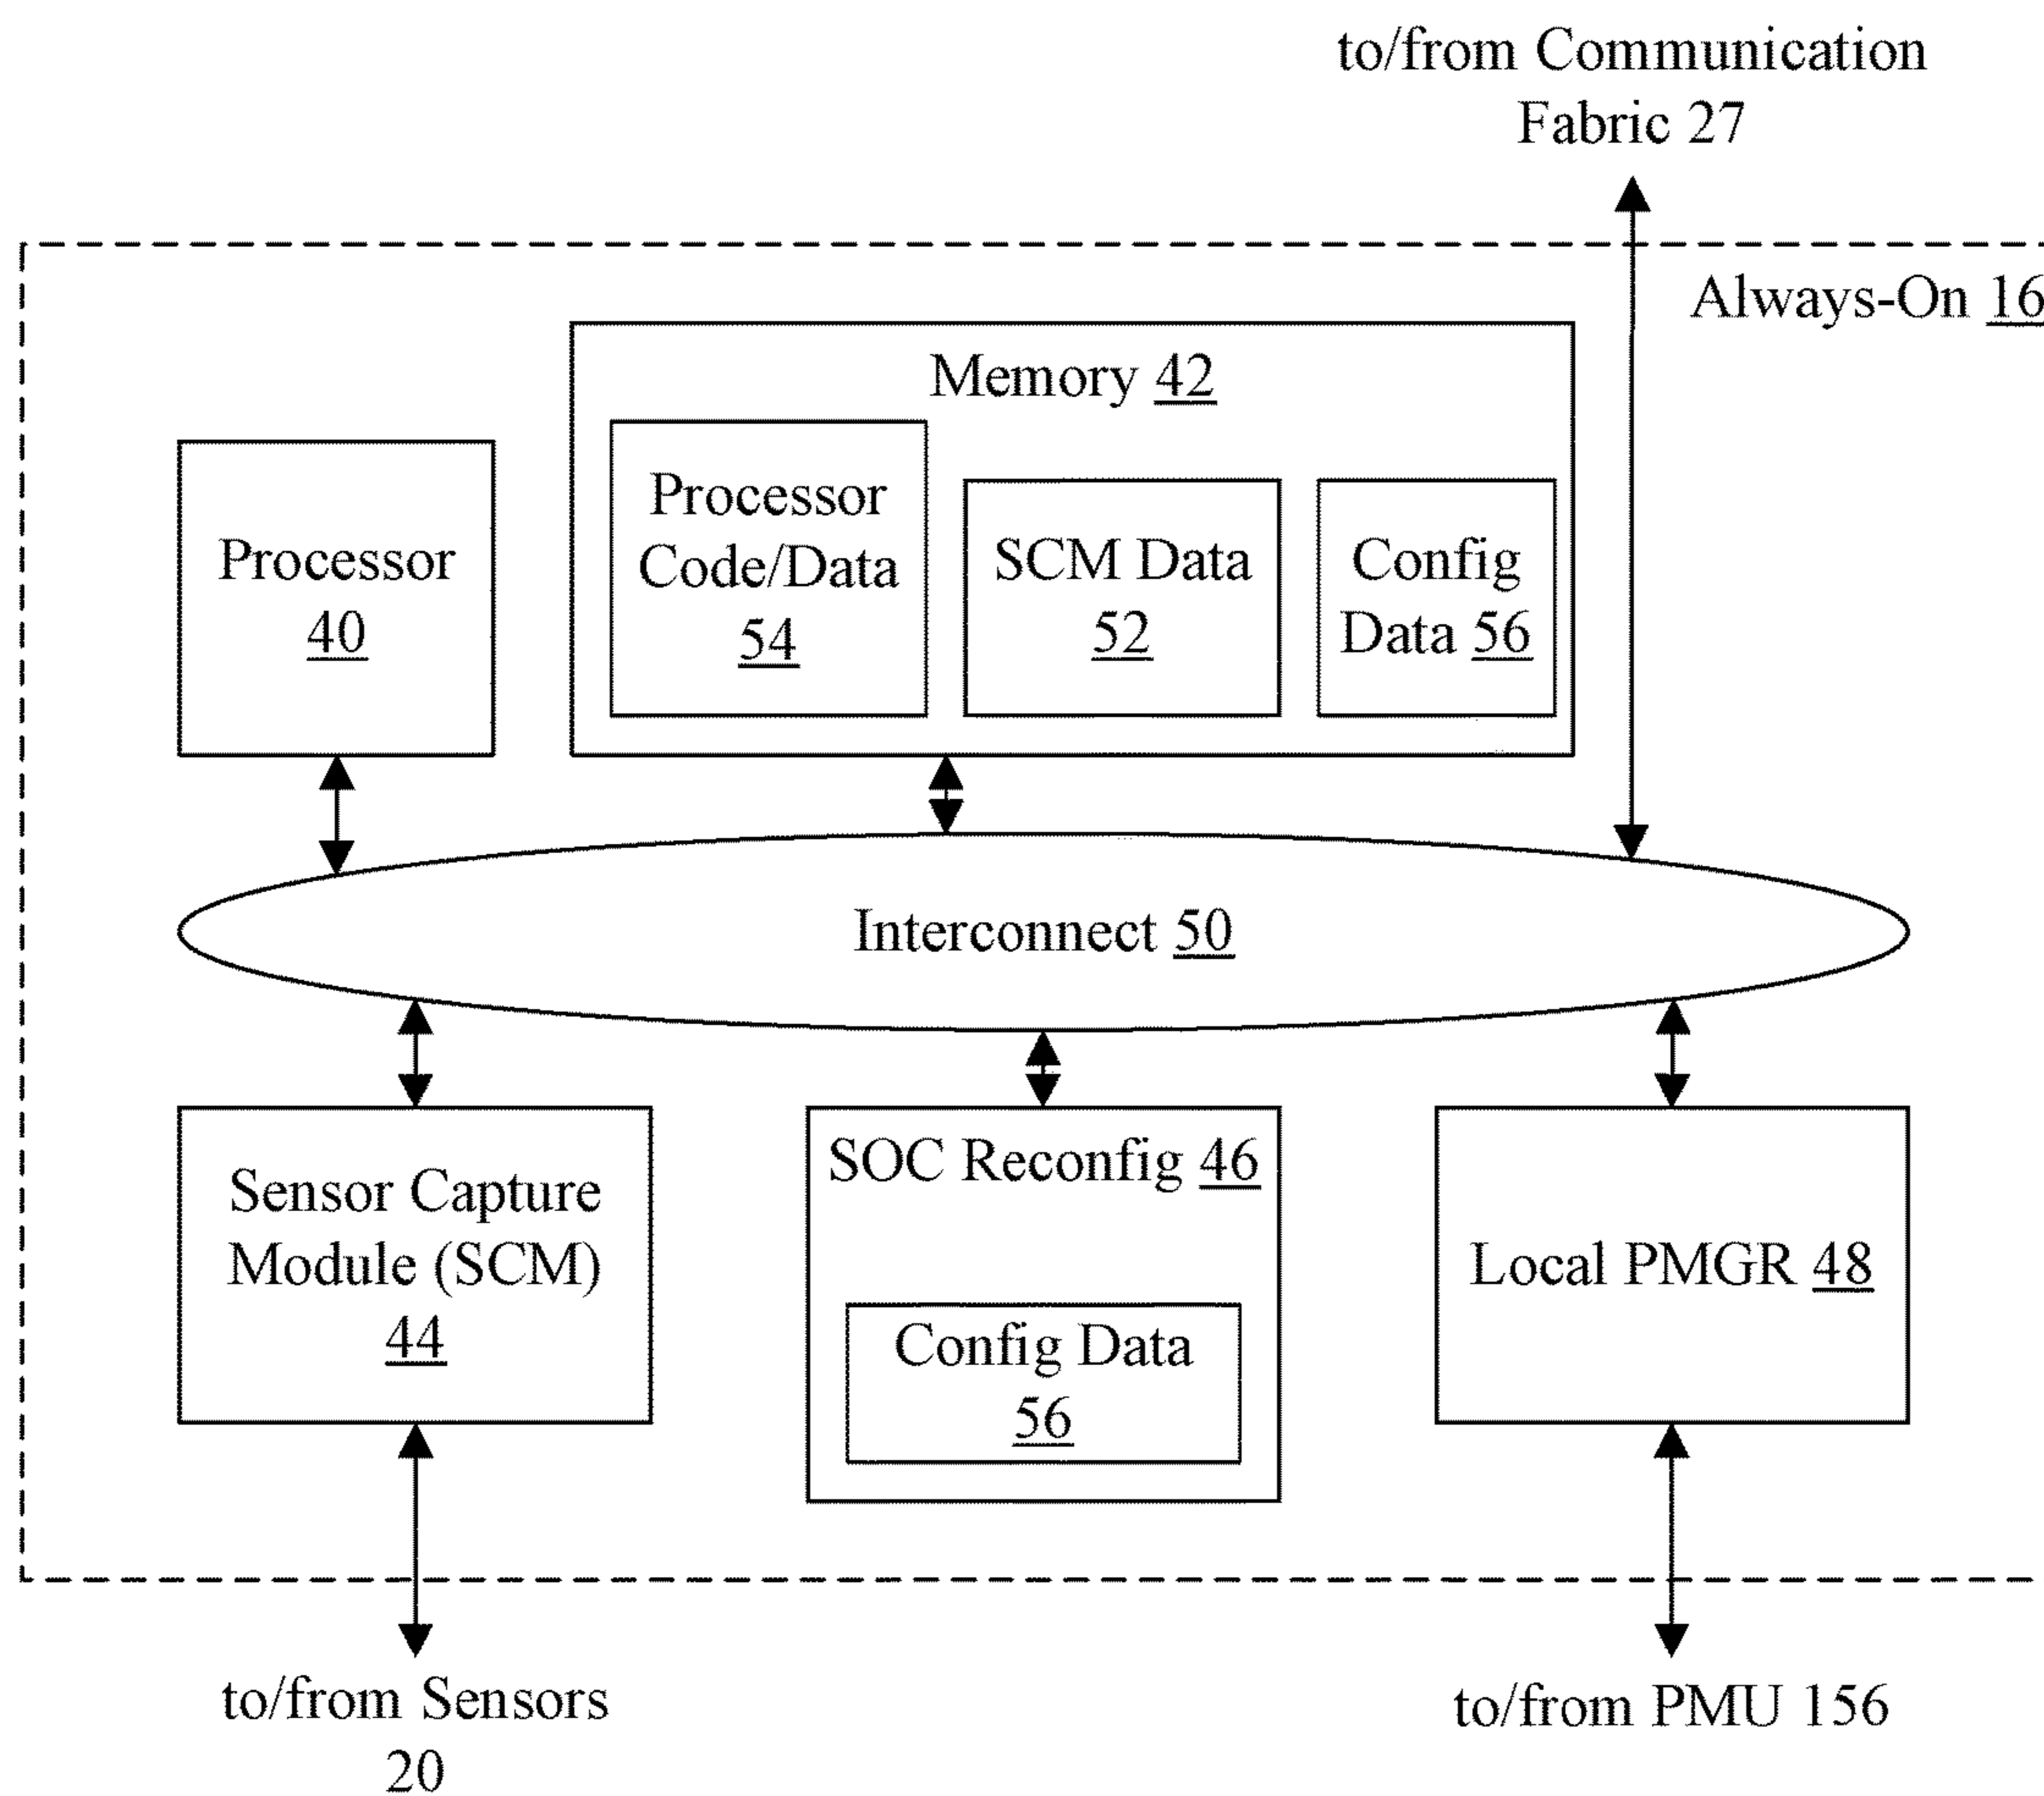 to/from Communication
Fabric 27
Always-On 16
Memory 42
Processor
40
Processor
Code/Data
54
SCM Data
52
Config
Data 56
Interconnect 50
Sensor Capture
Module (SCM)
44
SOC Reconfig 46
Config Data
56
Local PMGR 48
to/from Sensors
20
to/from PMU 156